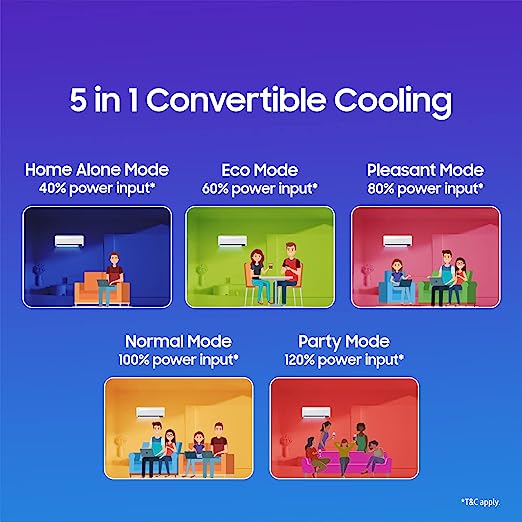 5 in 1 Convertible Cooling
Home Alone Mode
40% power input*
Eco Mode
60% power input*
Pleasant Mode
80% power input*
Normal Mode
100% power input*
Party Mode
120% power input*
*T&C apply.